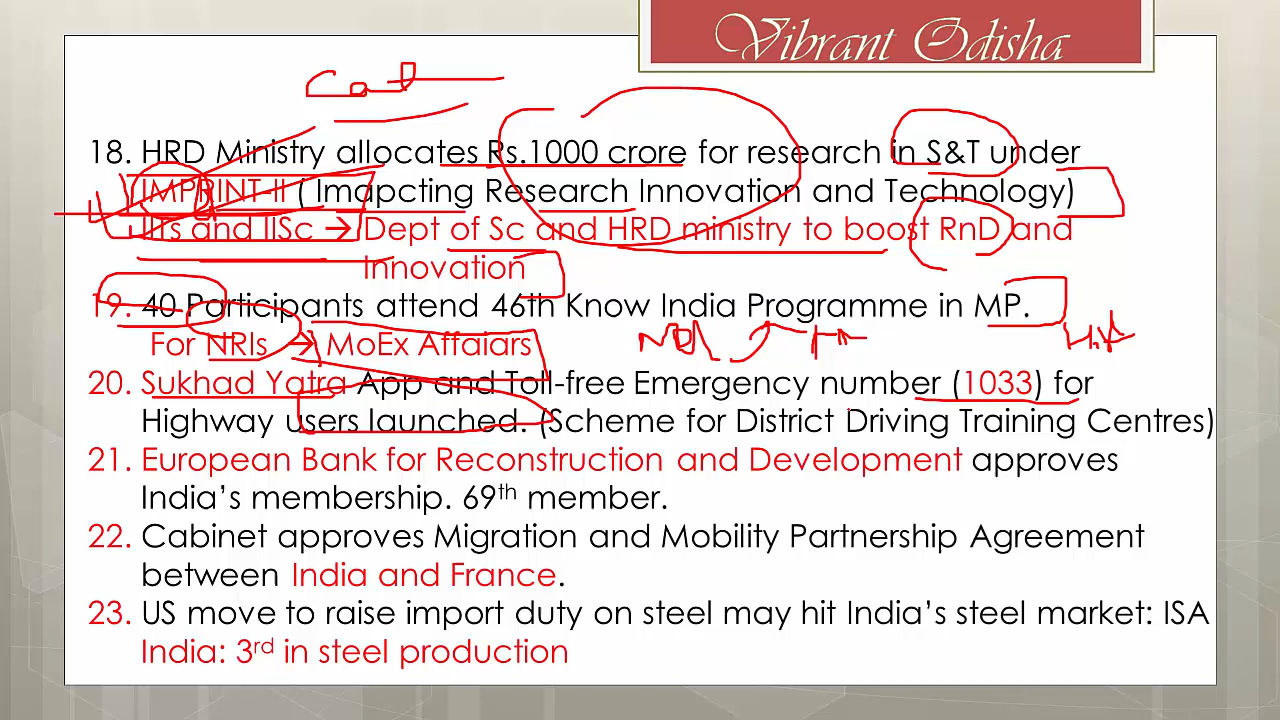 Vibrant Odisha
18. HRD Ministry allocates Rs.1000 crore for research in S&T under
IMPRINT-II ( Imapcting Research Innovation and Technology)
IITs and IISc → Dept of Sc and HRD ministry to boost RnD and
Innovation
19. 40 Participants attend 46th Know India Programme in MP.
For NRIs → MoEx Affaiars
20. Sukhad Yatra App and Toll-free Emergency number (1033) for
Highway users launched. (Scheme for District Driving Training Centres)
21. European Bank for Reconstruction and Development approves
India’s membership. 69th member.
22. Cabinet approves Migration and Mobility Partnership Agreement
between India and France.
23. US move to raise import duty on steel may hit India’s steel market: ISA
India: 3rd in steel production